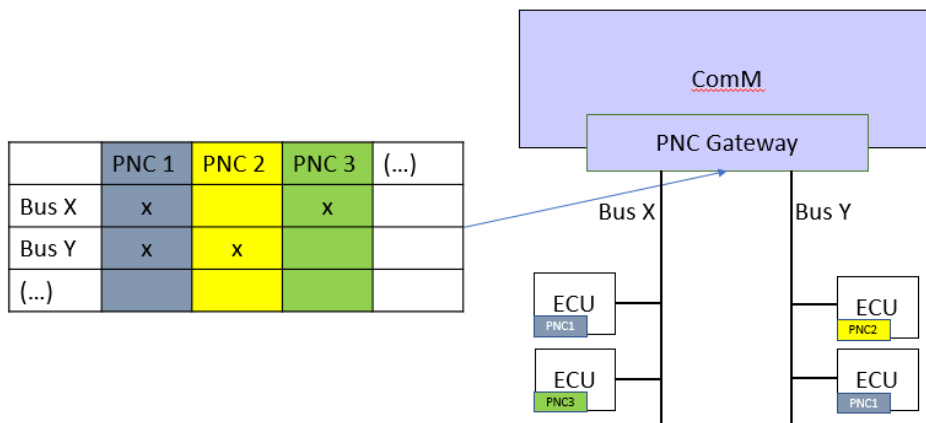 ComM
PNC Gateway
PNC 1 PNC 2 PNC 3 (...)
Bus X x x
Bus Y x x
(...)
Bus X Bus Y
ECU
PNC1
ECU
PNC2
ECU
PNC3
ECU
PNC1